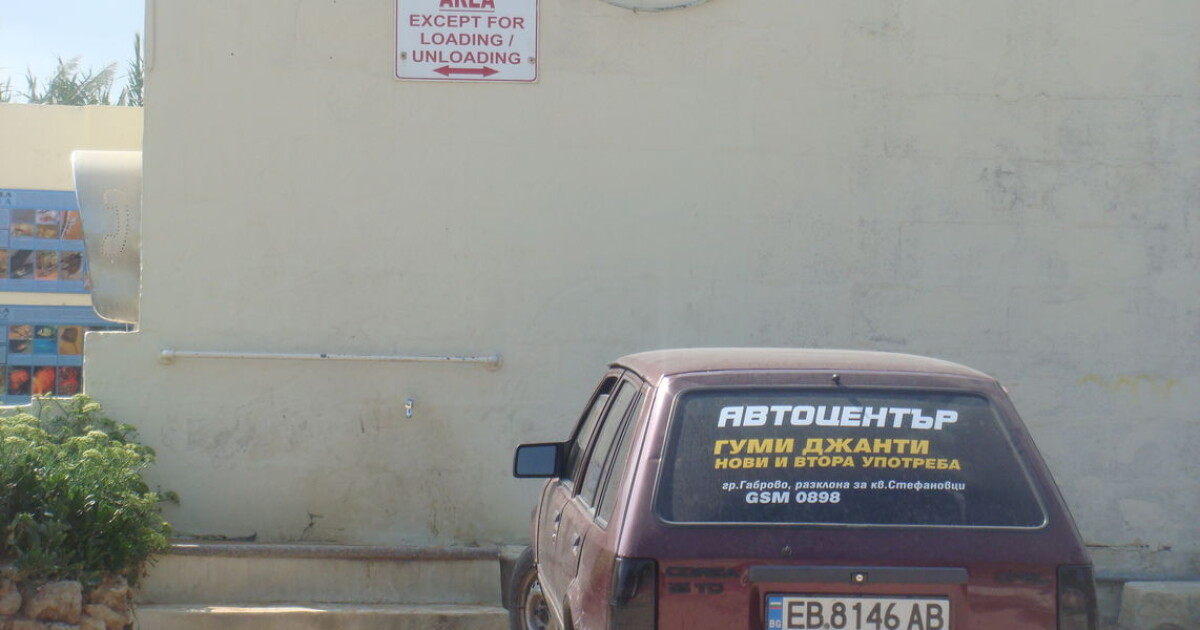 AREA
EXCEPT FOR
LOADING /
UNLOADING
АВТОЦЕНТЪР
ГУМИ ДЖАНТИ
НОВИ И ВТОРА УПОТРЕБА
гр.Габрово, разклона за кв.Стефановци
GSM 0898
BG
EB 8146 AB